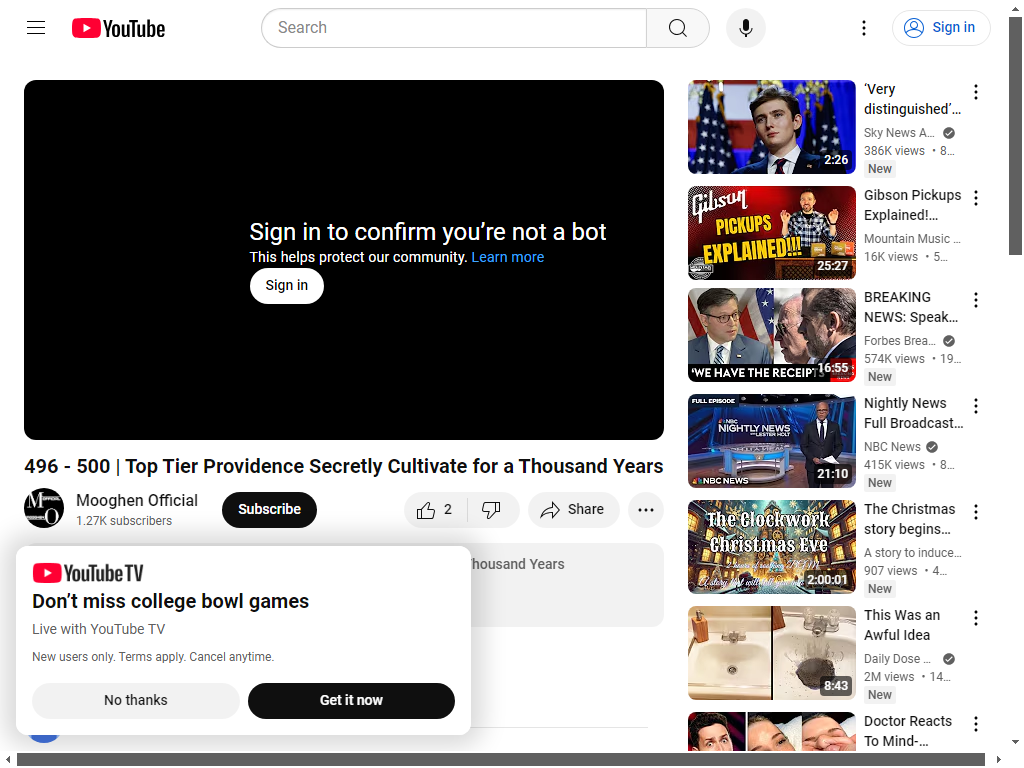 YouTube
Search
Sign in
Sign in to confirm you’re not a bot
This helps protect our community. Learn more
Sign in
496 - 500 | Top Tier Providence Secretly Cultivate for a Thousand Years
Mooghen Official
1.27K subscribers
Subscribe
2
Share
Thousand Years
YouTube TV
Don’t miss college bowl games
Live with YouTube TV
New users only. Terms apply. Cancel anytime.
No thanks
Get it now
2:26
‘Very
distinguished’...
Sky News A...
386K views • 8...
New
Gibson
PICKUPS
EXPLAINED!!!
25:27
Gibson Pickups
Explained!...
Mountain Music ...
16K views • 5...
‘WE HAVE THE RECEIPTS
16:55
BREAKING
NEWS: Speak...
Forbes Brea...
574K views • 19...
New
FULL EPISODE
NBC
NIGHTLY NEWS
WITH LESTER HOLT
NBC NEWS
21:10
Nightly News
Full Broadcast...
NBC News
415K views • 8...
New
The Clockwork
Christmas Eve
2:00:01
The Christmas
story begins...
A story to induce...
907 views • 4...
New
8:43
This Was an
Awful Idea
Daily Dose ...
2M views • 14...
New
Doctor Reacts
To Mind-...